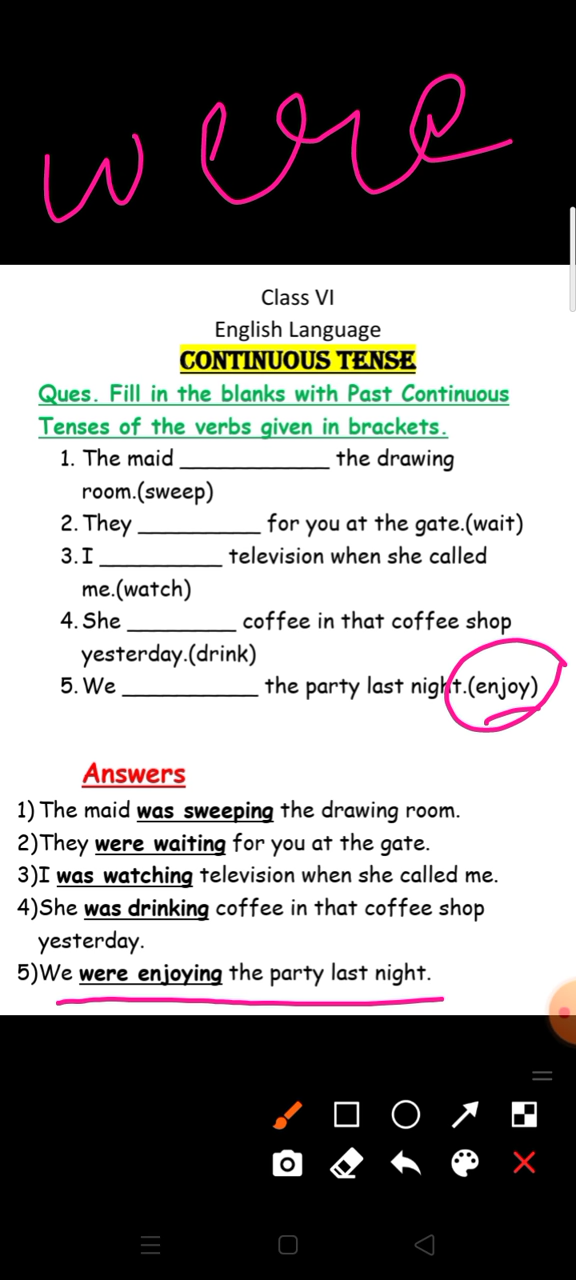 were
Class VI
English Language
CONTINUOUS TENSE
Ques. Fill in the blanks with Past Continuous
Tenses of the verbs given in brackets.
1. The maid _____________ the drawing
room.(sweep)
2. They ___________ for you at the gate.(wait)
3. I ___________ television when she called
me.(watch)
4. She __________ coffee in that coffee shop
yesterday.(drink)
5. We ____________ the party last night.(enjoy)
Answers
1) The maid was sweeping the drawing room.
2)They were waiting for you at the gate.
3)I was watching television when she called me.
4)She was drinking coffee in that coffee shop
yesterday.
5)We were enjoying the party last night.